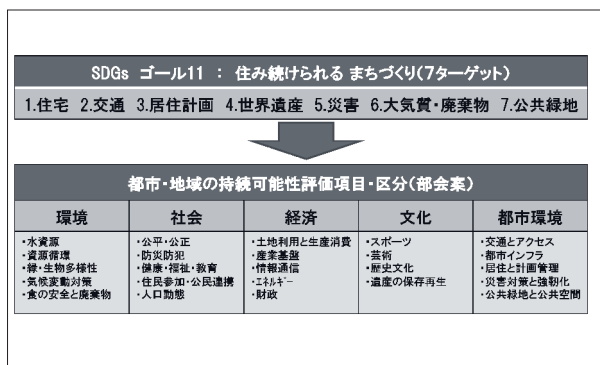 SDGs ゴール11 : 住み続けられる まちづくり(7ターゲット)
1.住宅 2.交通 3.居住計画 4.世界遺産 5.災害 6.大気質・廃棄物 7.公共緑地
都市・地域の持続可能性評価項目・区分(部会案)
環境
・水資源
・資源循環
・緑・生物多様性
・気候変動対策
・食の安全と廃棄物
社会
・公平・公正
・防災防犯
・健康・福祉・教育
・住民参加・公民連携
・人口動態
経済
・土地利用と生産消費
・産業基盤
・情報通信
・エネルギー
・財政
文化
・スポーツ
・芸術
・歴史文化
・遺産の保存再生
都市環境
・交通とアクセス
・都市インフラ
・居住と計画管理
・災害対策と強靭化
・公共緑地と公共空間